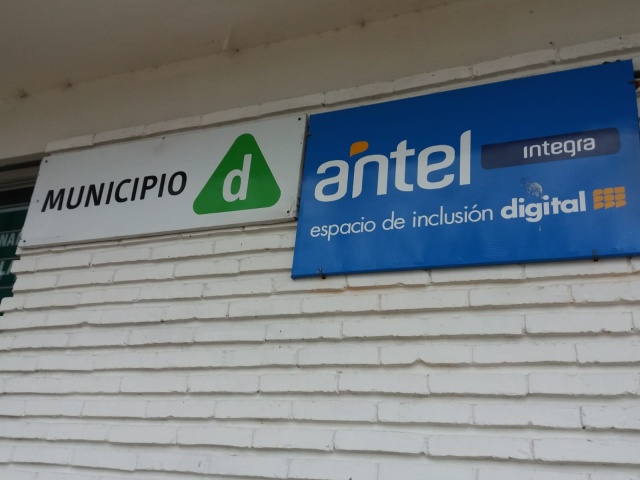 MUNICIPIO d
antel integra
espacio de inclusión digital